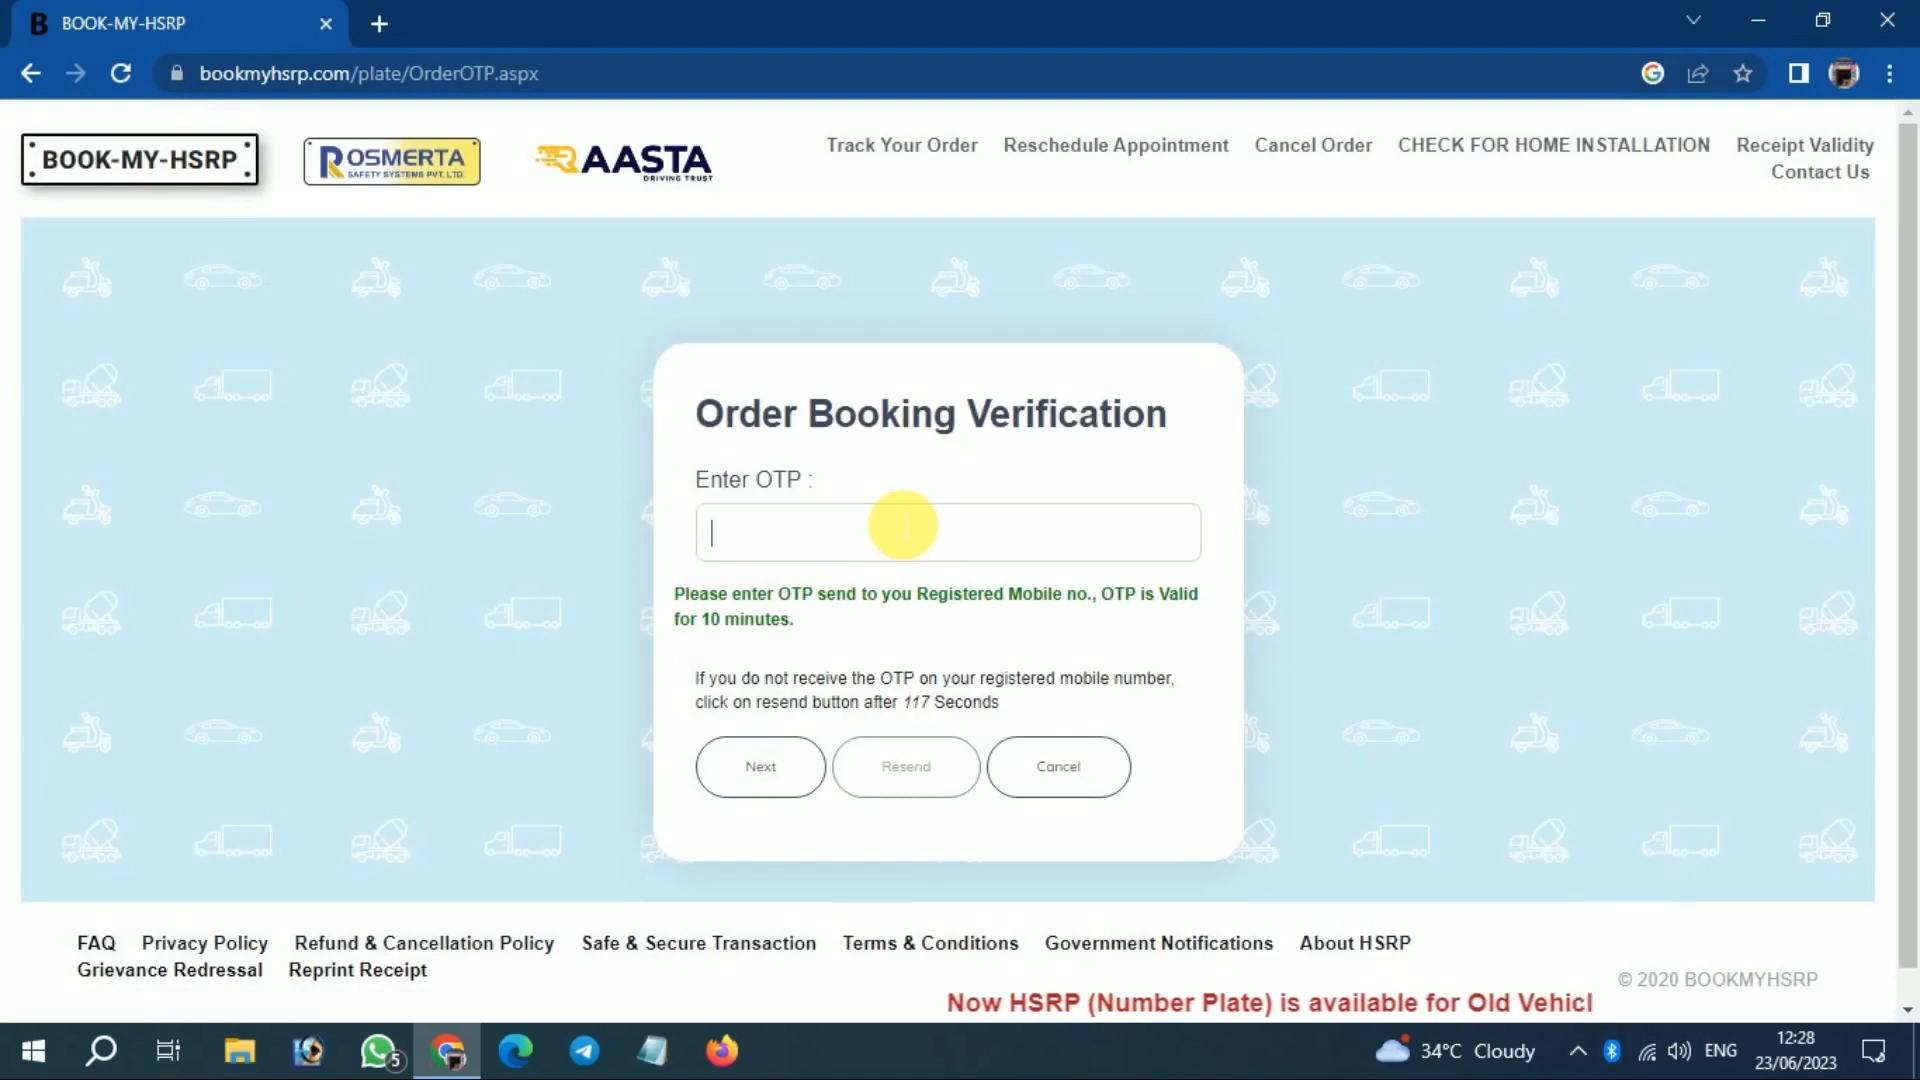 BOOK-MY-HSRP
bookmyhsrp.com/plate/OrderOTP.aspx
BOOK-MY-HSRP
ROSMERTA
SAFETY SYSTEMS PVT. LTD.
RAASTA
DRIVING TRUST
Track Your Order Reschedule Appointment Cancel Order CHECK FOR HOME INSTALLATION Receipt Validity
Contact Us
Order Booking Verification
Enter OTP :
Please enter OTP send to you Registered Mobile no., OTP is Valid
for 10 minutes.
If you do not receive the OTP on your registered mobile number,
click on resend button after 117 Seconds
Next Resend Cancel
FAQ Privacy Policy Refund & Cancellation Policy Safe & Secure Transaction Terms & Conditions Government Notifications About HSRP
Grievance Redressal Reprint Receipt
© 2020 BOOKMYHSRP
Now HSRP (Number Plate) is available for Old Vehicl
5
34°C Cloudy
ENG
12:28
23/06/2023